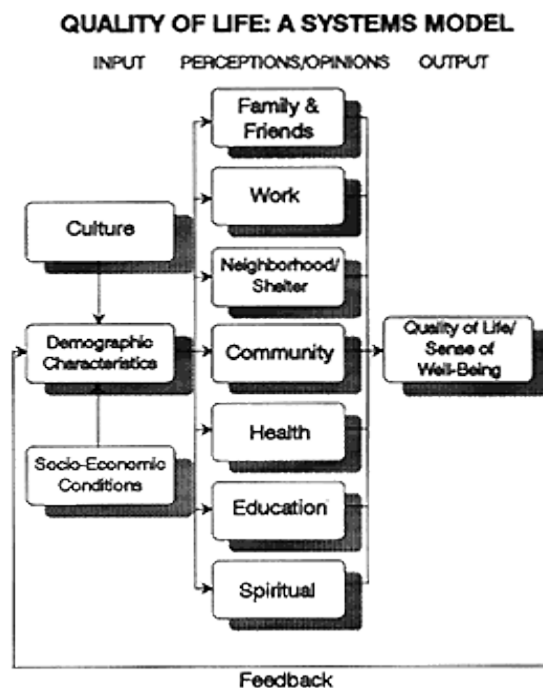 QUALITY OF LIFE: A SYSTEMS MODEL
INPUT PERCEPTIONS/OPINIONS OUTPUT
Family &
Friends
Work
Culture
Neighborhood/
Shelter
Demographic
Characteristics
Community
Quality of Life/
Sense of
Well-Being
Health
Socio-Economic
Conditions
Education
Spiritual
Feedback